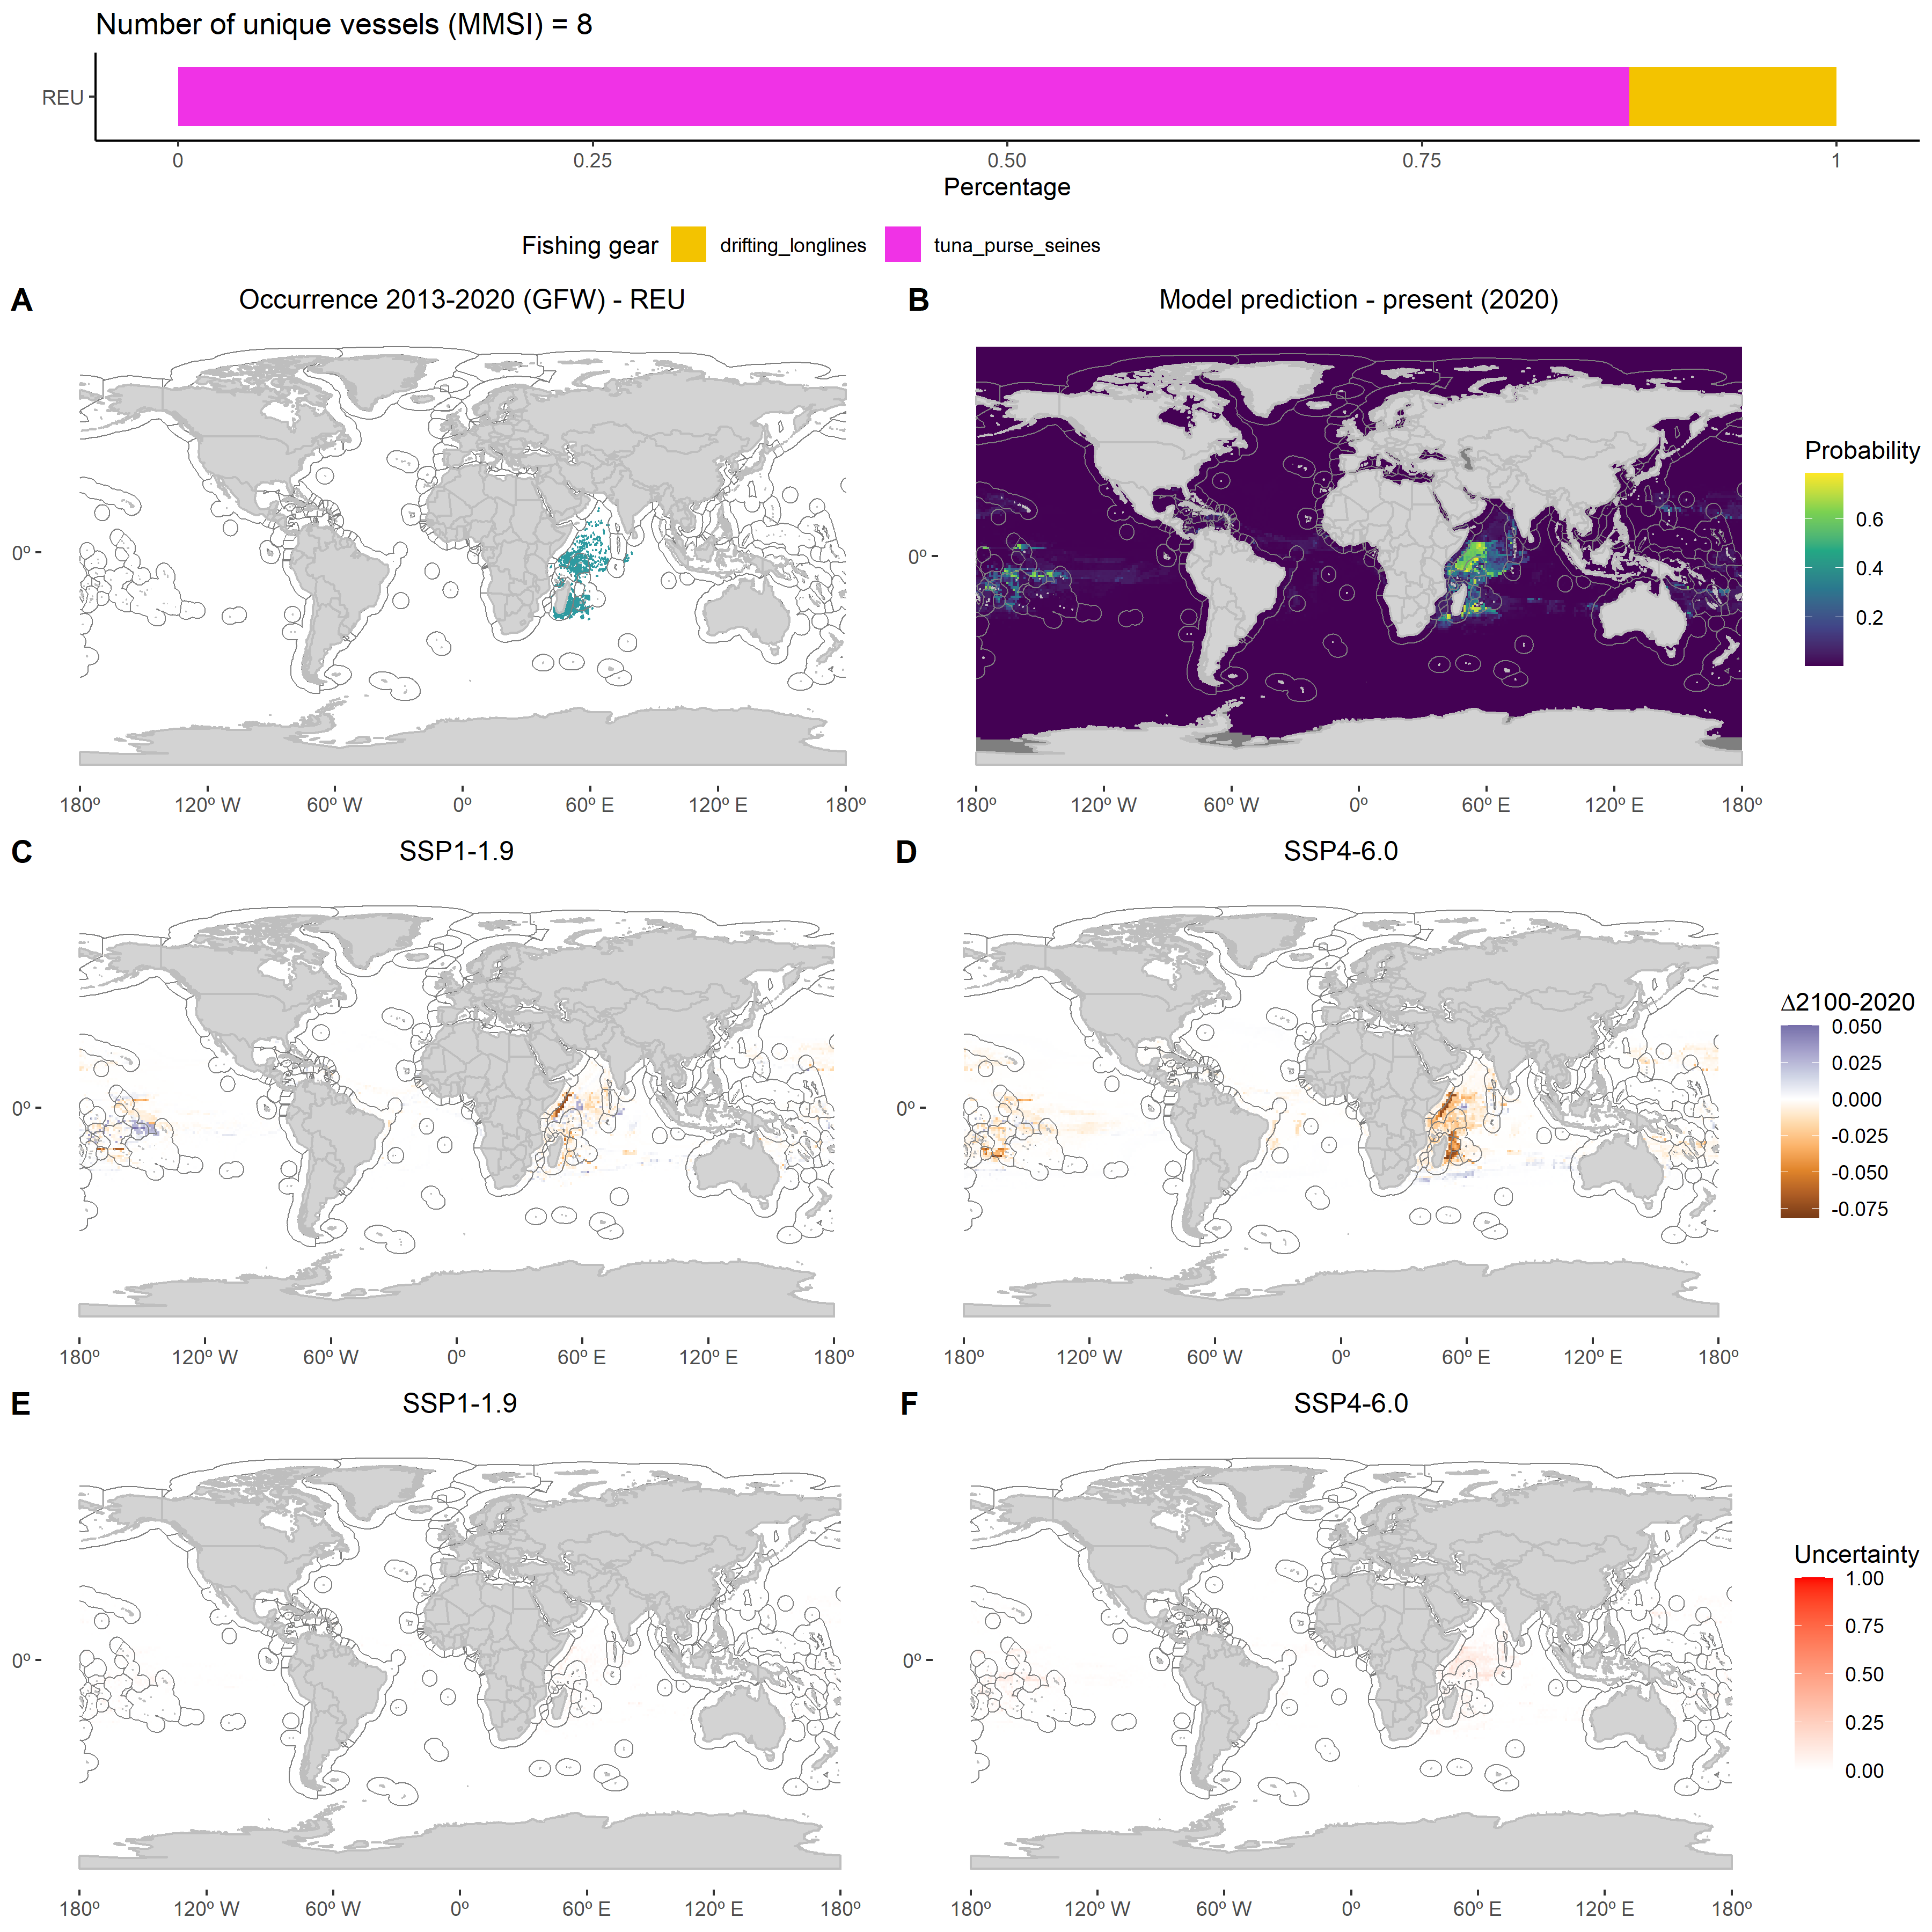 Number of unique vessels (MMSI) = 8
REU
0 0.25 0.50 0.75 1
Percentage
Fishing gear drifting_longlines tuna_purse_seines
A Occurrence 2013-2020 (GFW) - REU
0º
180º 120º W 60º W 0º 60º E 120º E 180º
B Model prediction - present (2020)
0º
180º 120º W 60º W 0º 60º E 120º E 180º
Probability
0.6
0.4
0.2
C SSP1-1.9
0º
180º 120º W 60º W 0º 60º E 120º E 180º
D SSP4-6.0
0º
180º 120º W 60º W 0º 60º E 120º E 180º
Δ2100-2020
0.050
0.025
0.000
-0.025
-0.050
-0.075
E SSP1-1.9
0º
180º 120º W 60º W 0º 60º E 120º E 180º
F SSP4-6.0
0º
180º 120º W 60º W 0º 60º E 120º E 180º
Uncertainty
1.00
0.75
0.50
0.25
0.00